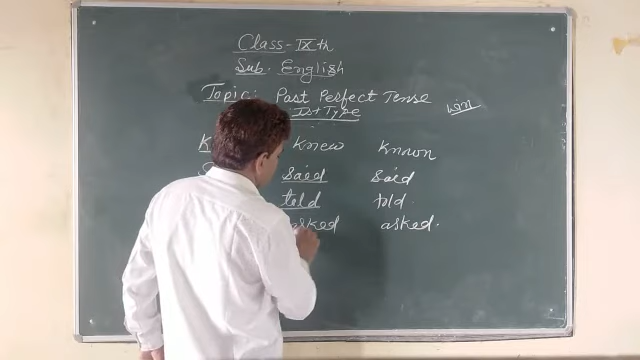 Class-IXth
Sub. English
Topic: Past Perfect Tense
Ist Type
K knew known
said said
told told.
asked asked.